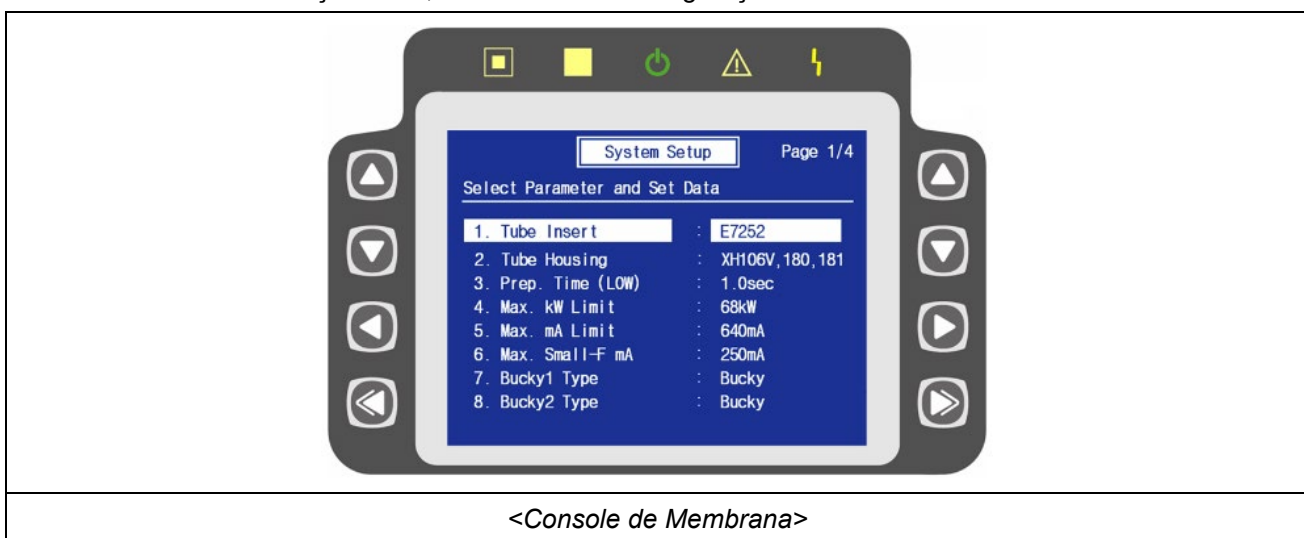 System Setup Page 1/4
Select Parameter and Set Data
1. Tube Insert : E7252
2. Tube Housing : XH106V,180,181
3. Prep. Time (LOW) : 1.0sec
4. Max. kW Limit : 68kW
5. Max. mA Limit : 640mA
6. Max. Small-F mA : 250mA
7. Bucky1 Type : Bucky
8. Bucky2 Type : Bucky
<Console de Membrana>